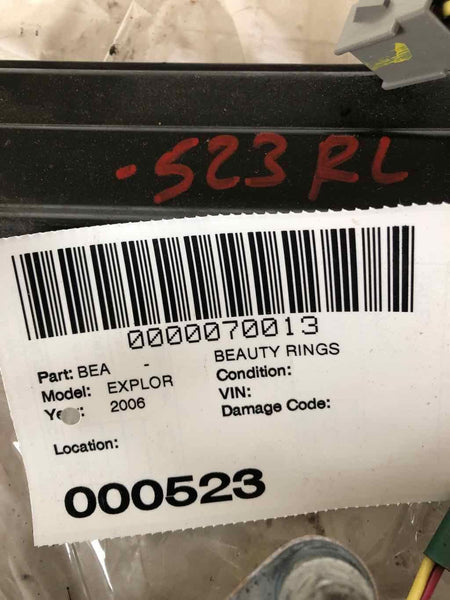 -523 RL
0000070013
Part: BEA - BEAUTY RINGS
Model: EXPLOR Condition:
Year: 2006 VIN:
Damage Code:
Location:
000523